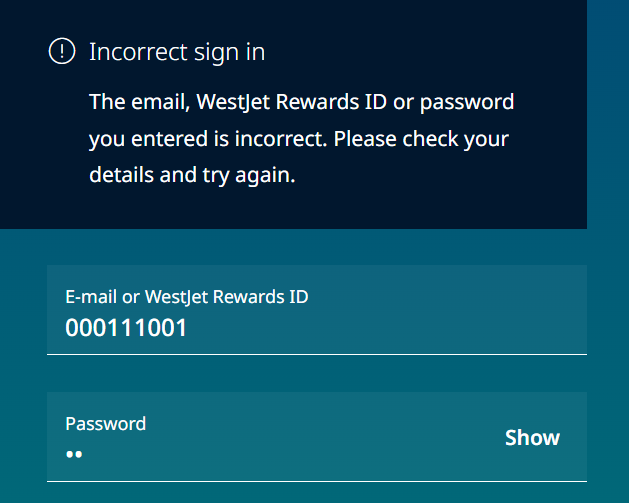 Incorrect sign in
The email, WestJet Rewards ID or password
you entered is incorrect. Please check your
details and try again.
E-mail or WestJet Rewards ID
000111001
Password
••
Show